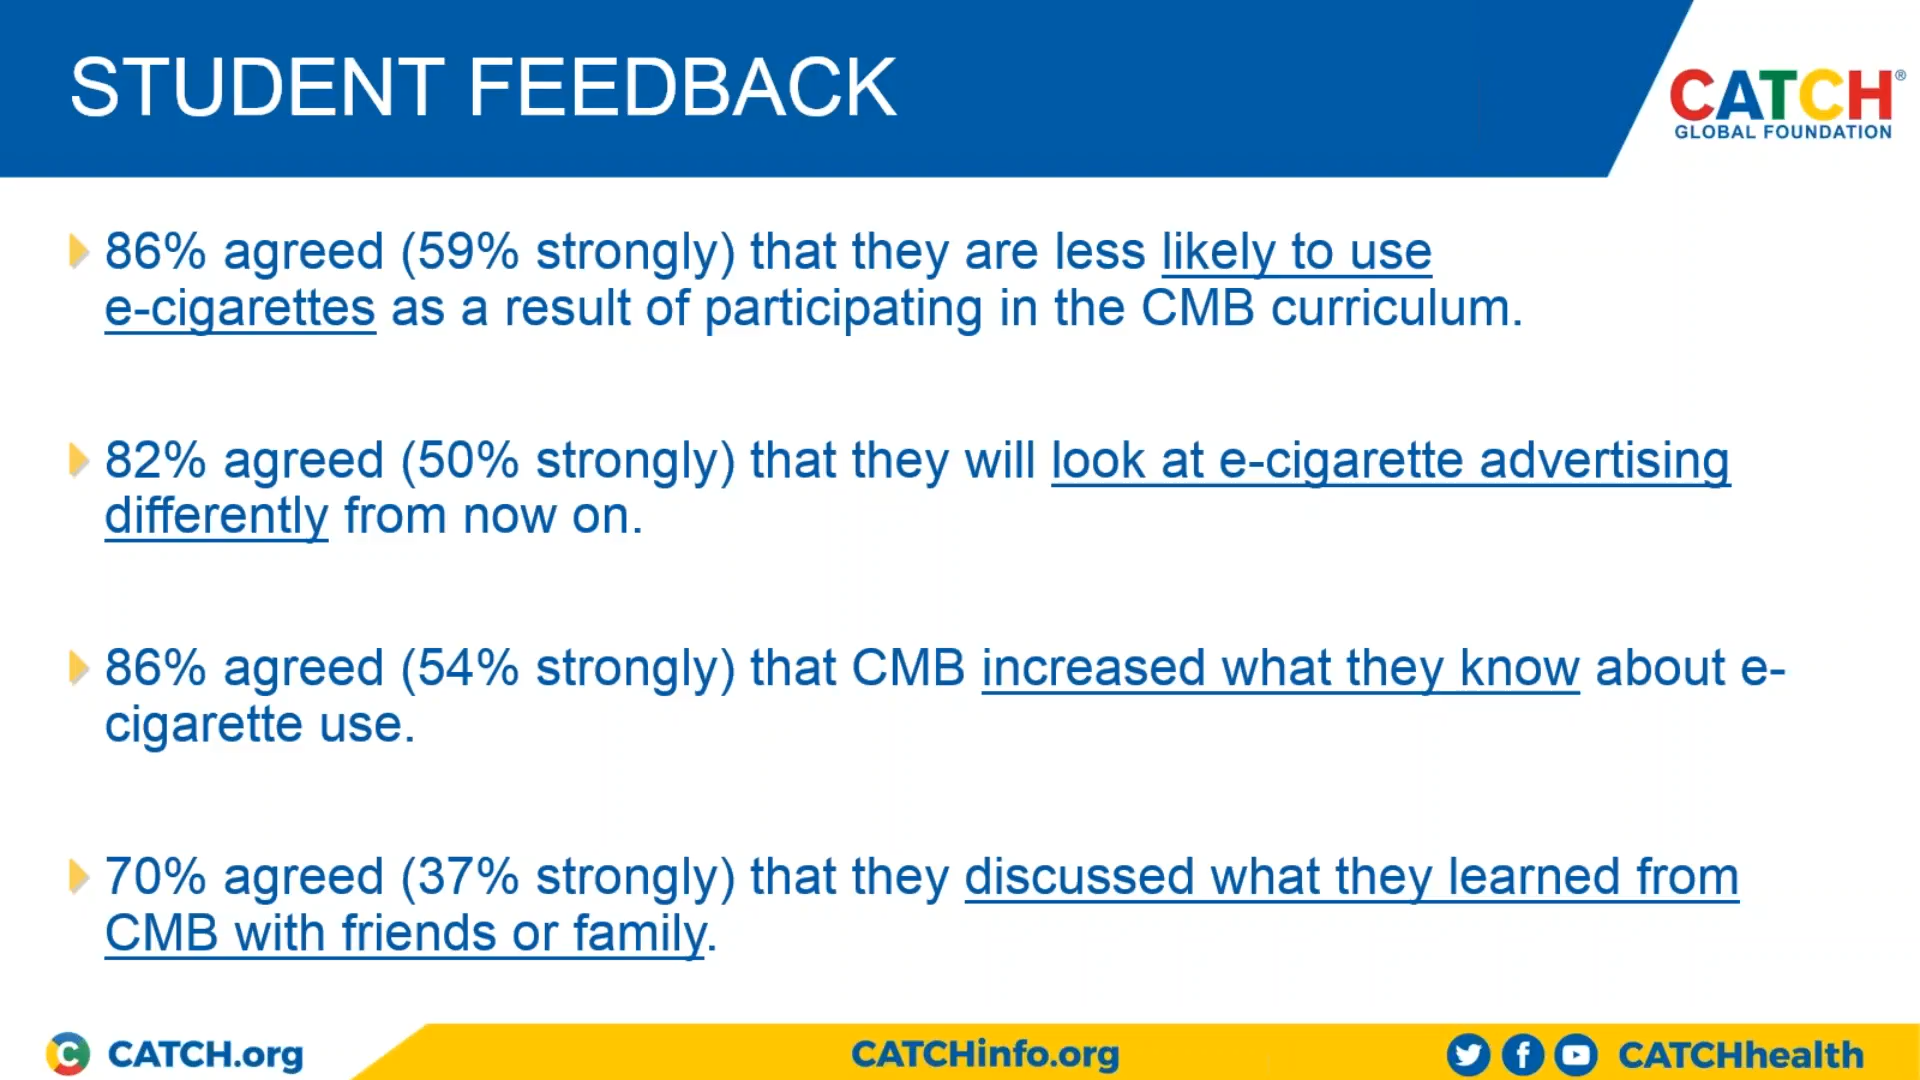 STUDENT FEEDBACK
CATCH®
GLOBAL FOUNDATION
86% agreed (59% strongly) that they are less likely to use
e-cigarettes as a result of participating in the CMB curriculum.
82% agreed (50% strongly) that they will look at e-cigarette advertising
differently from now on.
86% agreed (54% strongly) that CMB increased what they know about e-
cigarette use.
70% agreed (37% strongly) that they discussed what they learned from
CMB with friends or family.
C CATCH.org
CATCHinfo.org
CATCHhealth